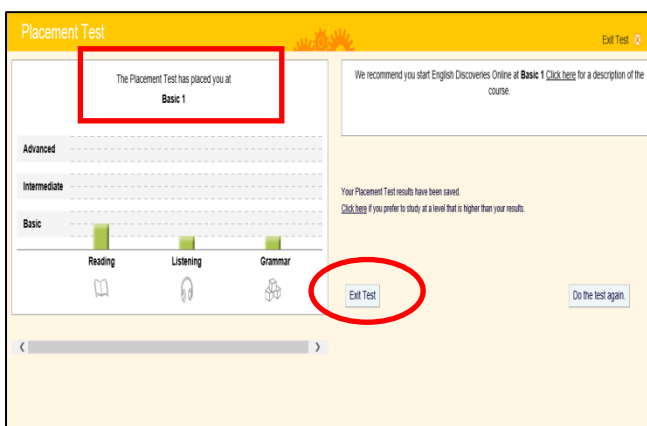 Placement Test
Exit Test
The Placement Test has placed you at
Basic 1
Advanced
Intermediate
Basic
Reading
Listening
Grammar
We recommend you start English Discoveries Online at Basic 1 Click here for a description of the
course.
Your Placement Test results have been saved.
Click here if you prefer to study at a level that is higher than your results.
Exit Test
Do the test again.